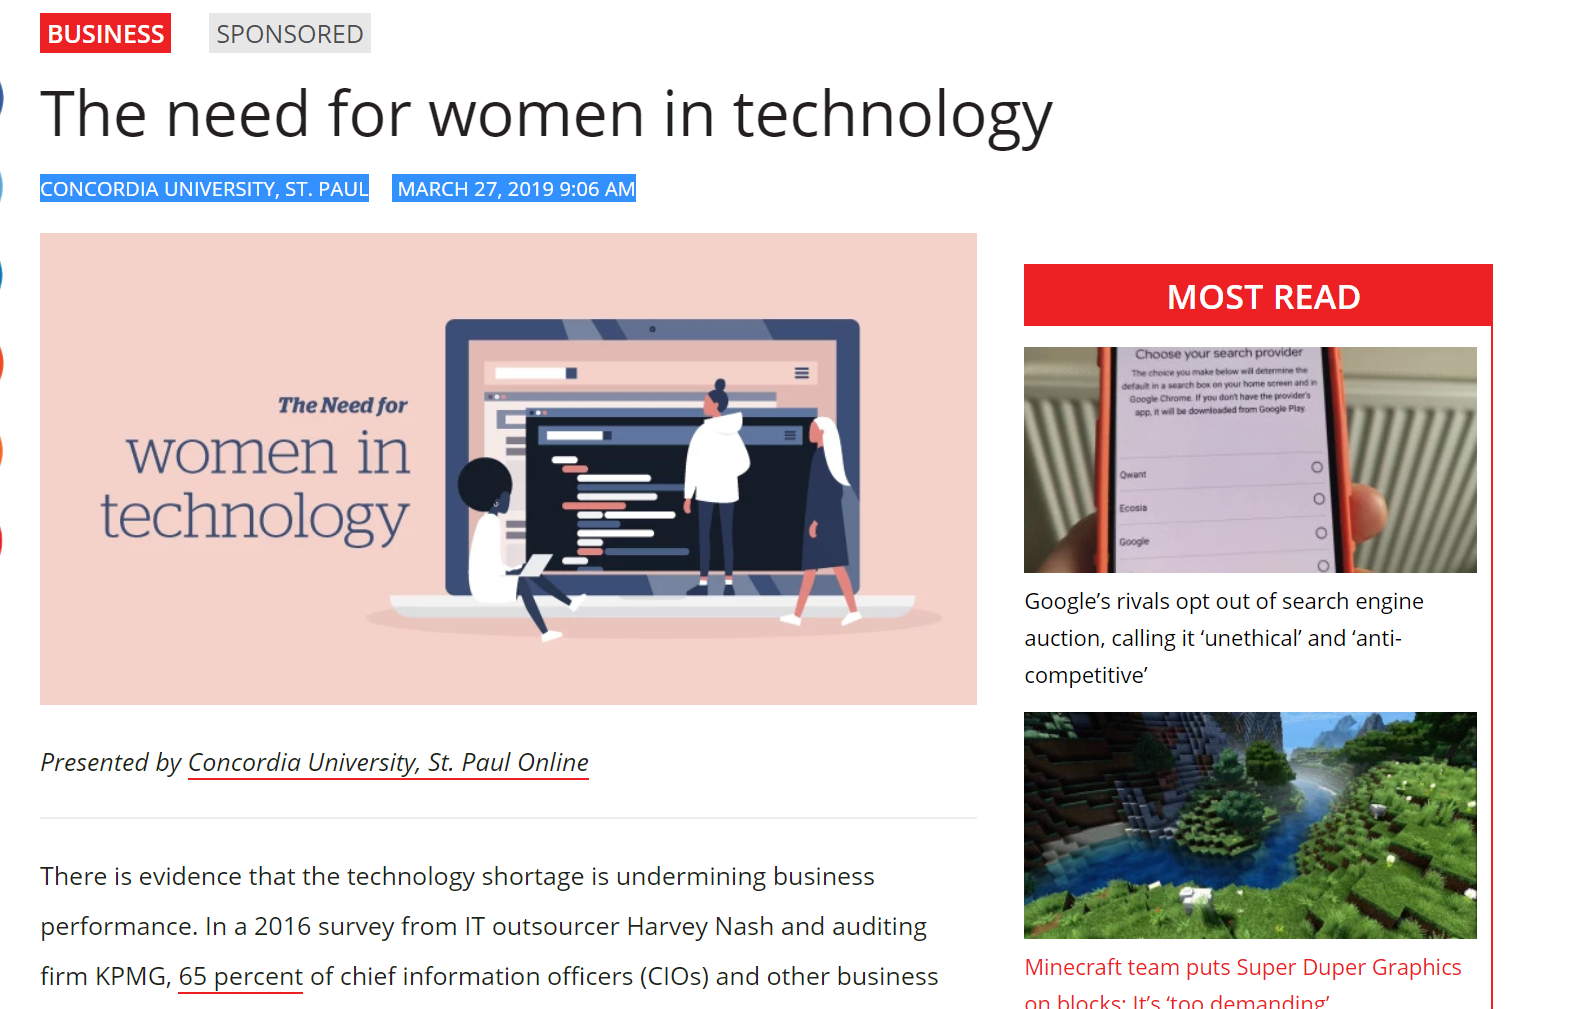 BUSINESS SPONSORED
The need for women in technology
CONCORDIA UNIVERSITY, ST. PAUL MARCH 27, 2019 9:06 AM
The Need for
women in
technology
Presented by Concordia University, St. Paul Online
There is evidence that the technology shortage is undermining business
performance. In a 2016 survey from IT outsourcer Harvey Nash and auditing
firm KPMG, 65 percent of chief information officers (CIOs) and other business
MOST READ
Choose your search provider
The choice you make below will determine the
default in a search box on your home screen and in
Google Chrome. If you don't have the provider's
app, it will be downloaded from Google Play.
Qwant
Ecosia
Google
Google’s rivals opt out of search engine
auction, calling it ‘unethical’ and ‘anti-
competitive’
Minecraft team puts Super Duper Graphics
on blocks: It’s ‘too demanding’